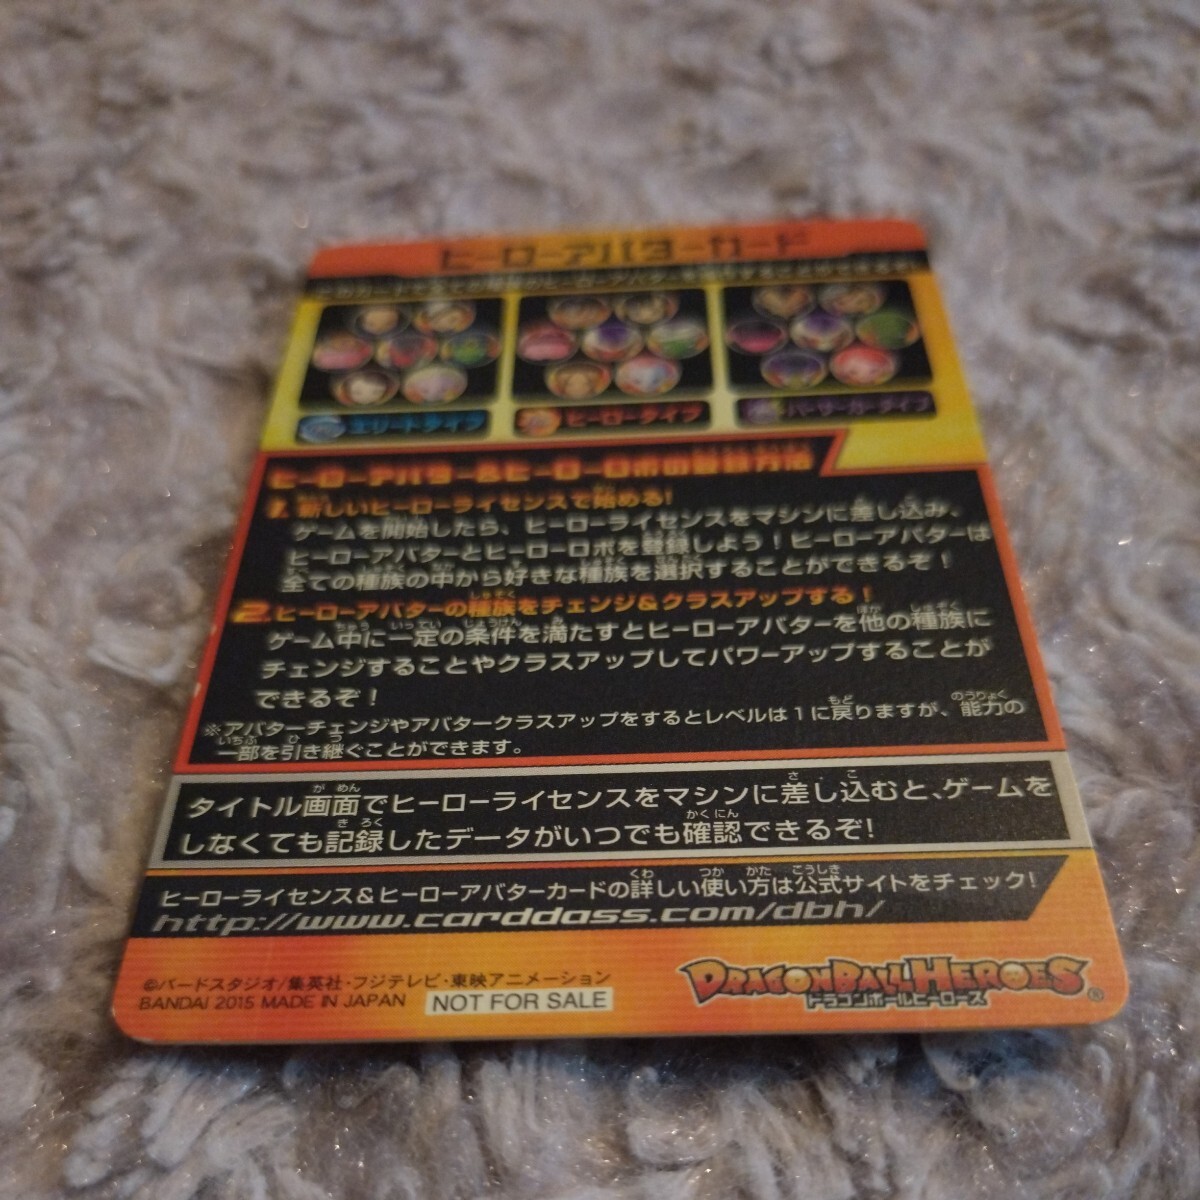 ヒーローアバターカード
エリートタイプ
ヒーロータイプ
バーサーカータイプ
ヒーローアバター&ヒーローロボの登録方法
1. 新しいヒーローライセンスで始める!
ゲームを開始したら、ヒーローライセンスをマシンに差し込み、
ヒーローアバターとヒーローロボを登録しよう!ヒーローアバターは
全ての種族の中から好きな種族を選択することができるぞ!
2. ヒーローアバターの種族をチェンジ&クラスアップする!
ゲーム中に一定の条件を満たすとヒーローアバターを他の種族に
チェンジすることやクラスアップしてパワーアップすることが
できるぞ!
※アバターチェンジやアバタークラスアップをするとレベルは1に戻りますが、能力の
一部を引き継ぐことができます。
タイトル画面でヒーローライセンスをマシンに差し込むと、ゲームを
しなくても記録したデータがいつでも確認できるぞ!
ヒーローライセンス&ヒーローアバターカードの詳しい使い方は公式サイトをチェック!
http://www.carddass.com/dbh/
©バードスタジオ/集英社・フジテレビ・東映アニメーション
BANDAI 2015 MADE IN JAPAN
NOT FOR SALE
DRAGONBALL HEROES®
ドラゴンボールヒーローズ